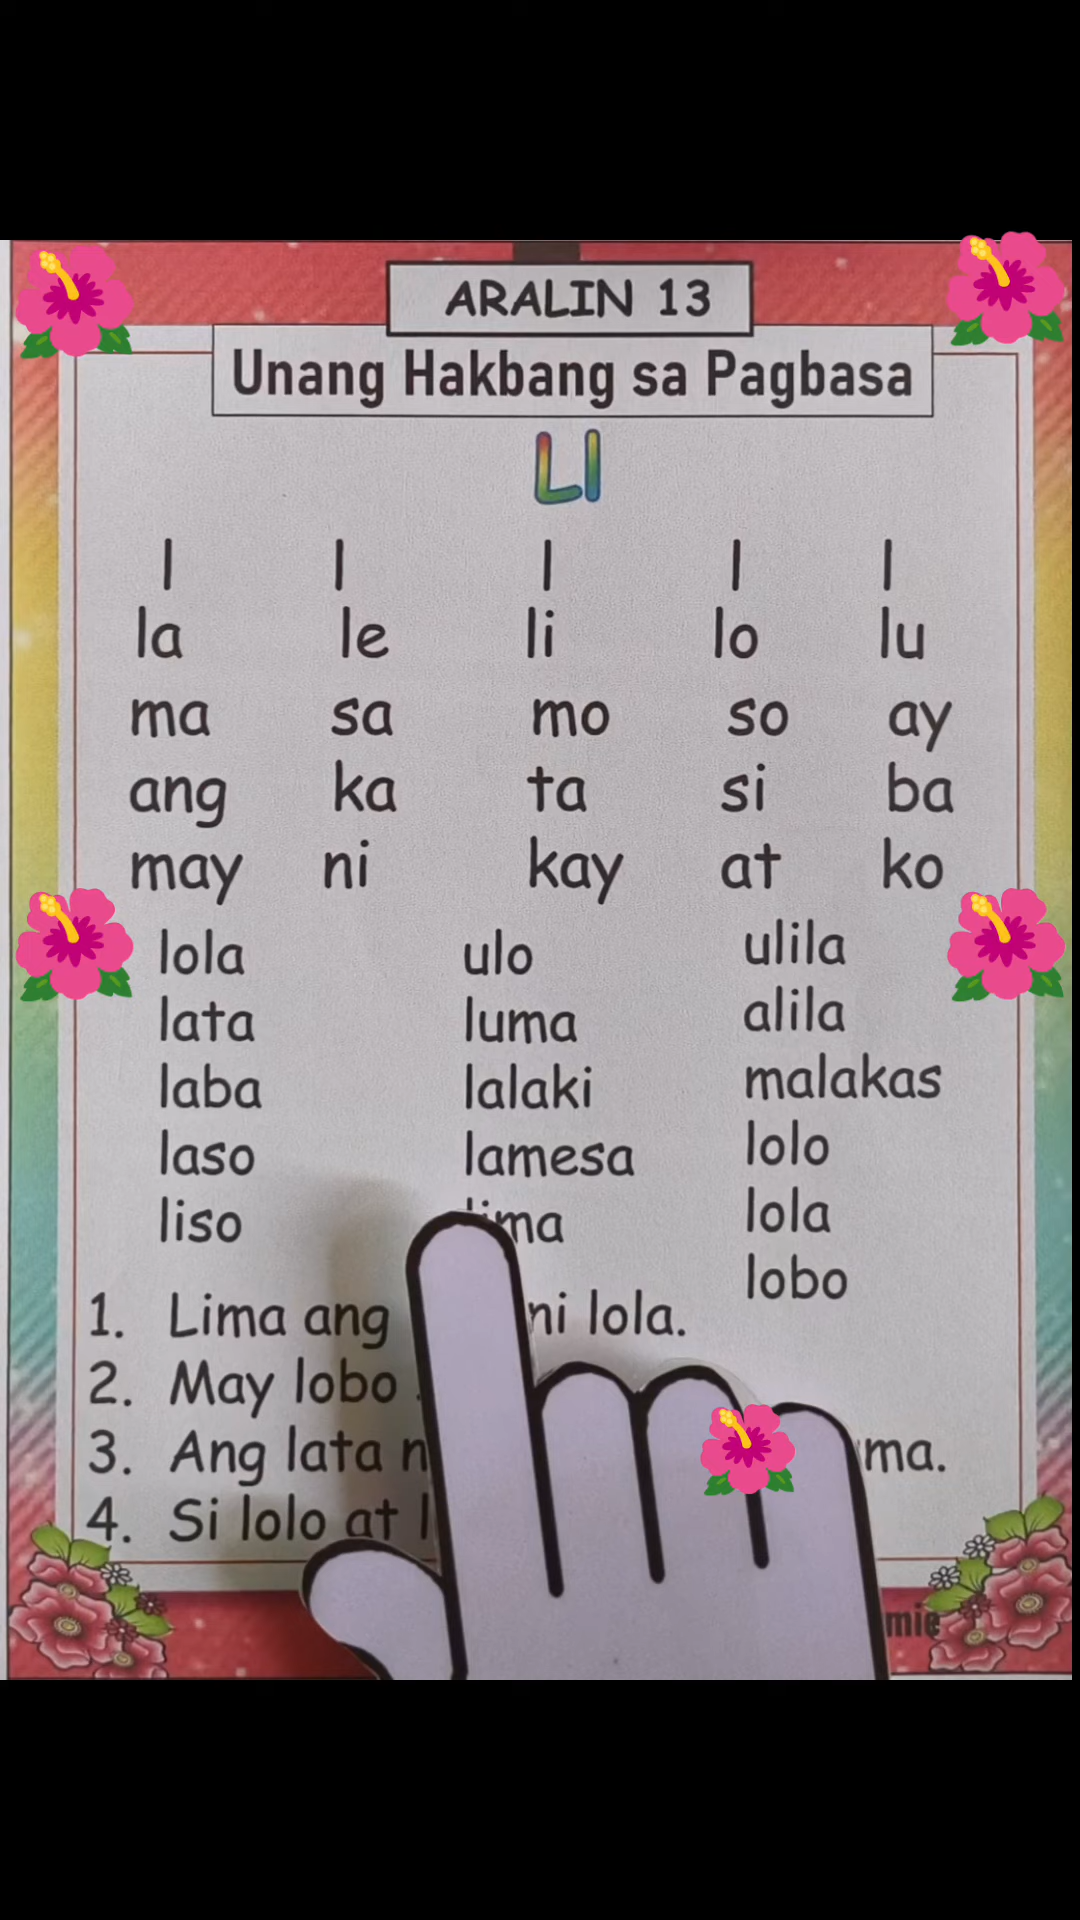 ARALIN 13
Unang Hakbang sa Pagbasa
Ll
l l l l l
la le li lo lu
ma sa mo so ay
ang ka ta si ba
may ni kay at ko
lola ulo ulila
lata luma alila
laba lalaki malakas
laso lamesa lolo
liso lima lola
lobo
1. Lima ang ni lola.
2. May lobo
3. Ang lata
4. Si lolo at